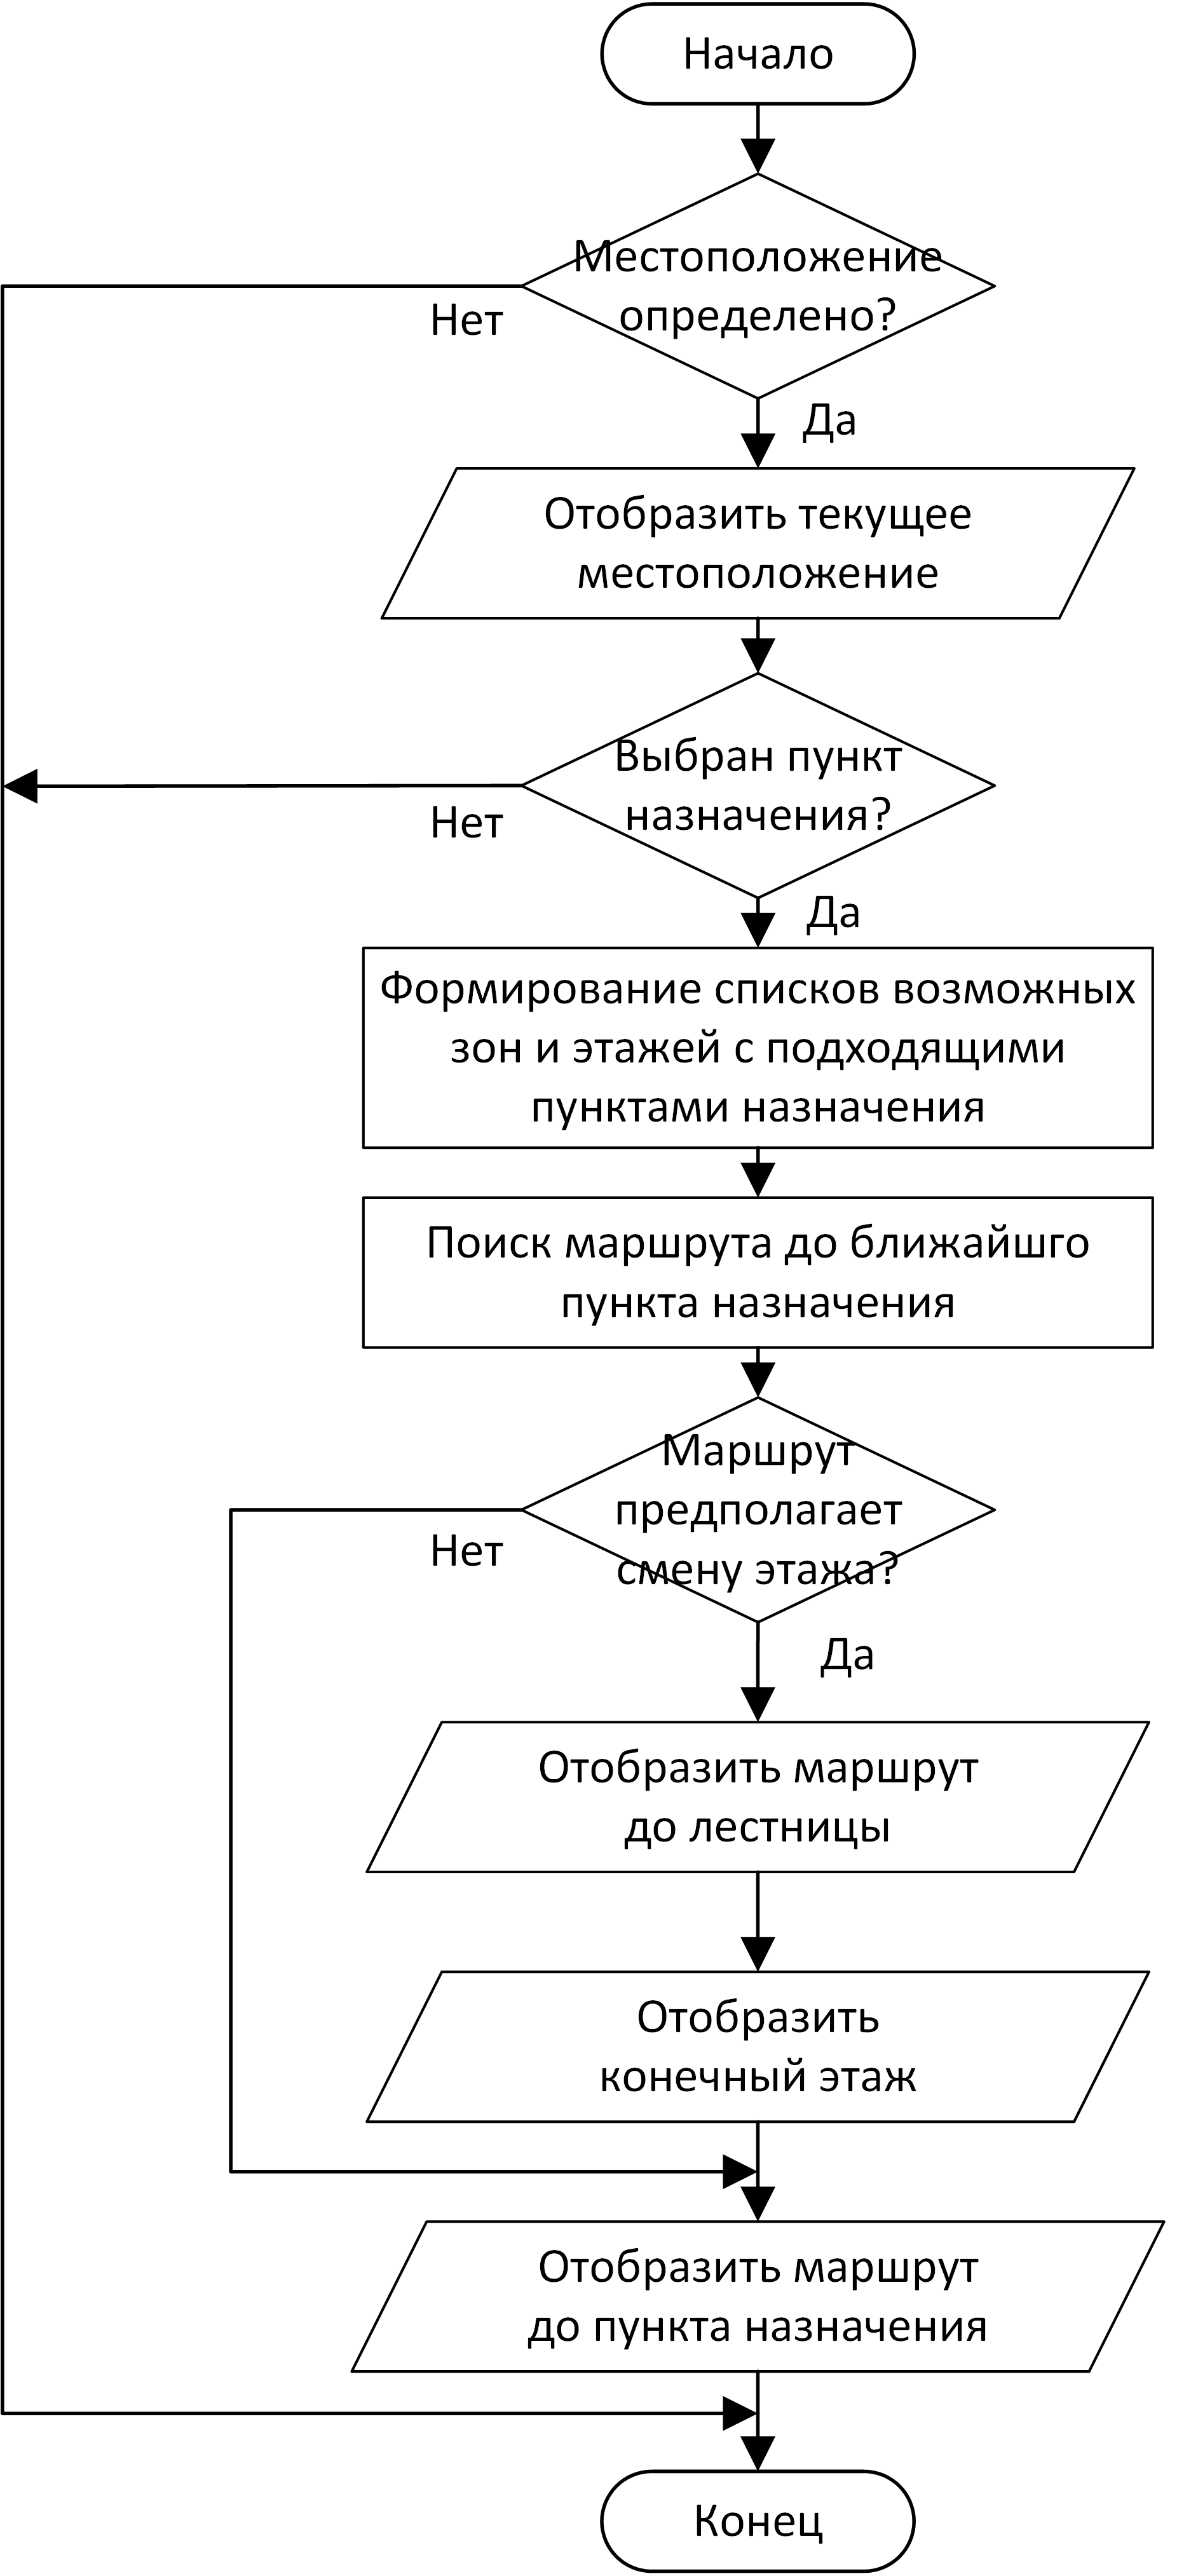 Начало
Местоположение
определено?
Нет
Да
Отобразить текущее
местоположение
Выбран пункт
назначения?
Нет
Да
Формирование списков возможных
зон и этажей с подходящими
пунктами назначения
Поиск маршрута до ближайшго
пункта назначения
Маршрут
предполагает
смену этажа?
Нет
Да
Отобразить маршрут
до лестницы
Отобразить
конечный этаж
Отобразить маршрут
до пункта назначения
Конец